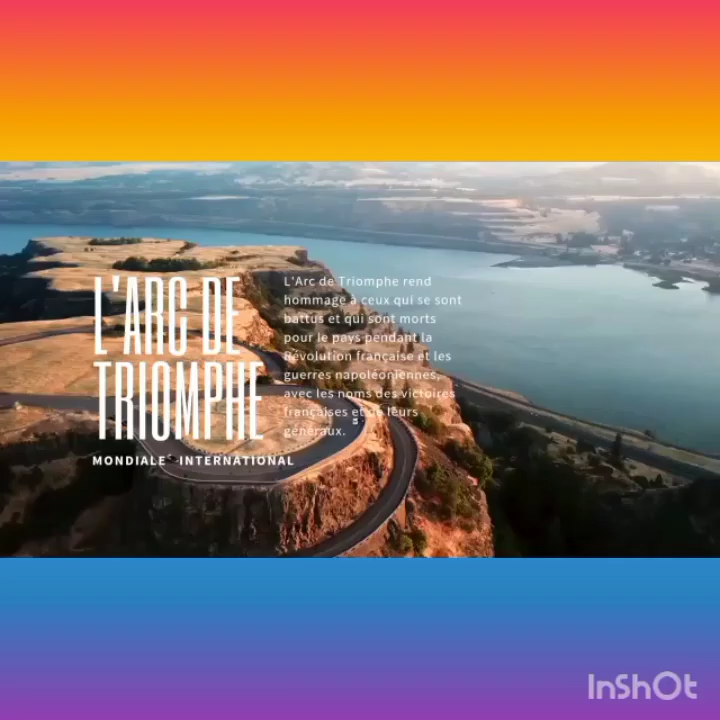 L'ARC DE
TRIOMPHE
MONDIALE INTERNATIONAL
L'Arc de Triomphe rend
hommage à ceux qui se sont
battus et qui sont morts
pour le pays pendant la
Révolution française et les
guerres napoléoniennes,
avec les noms des victoires
françaises et de leurs
généraux.
InShOt